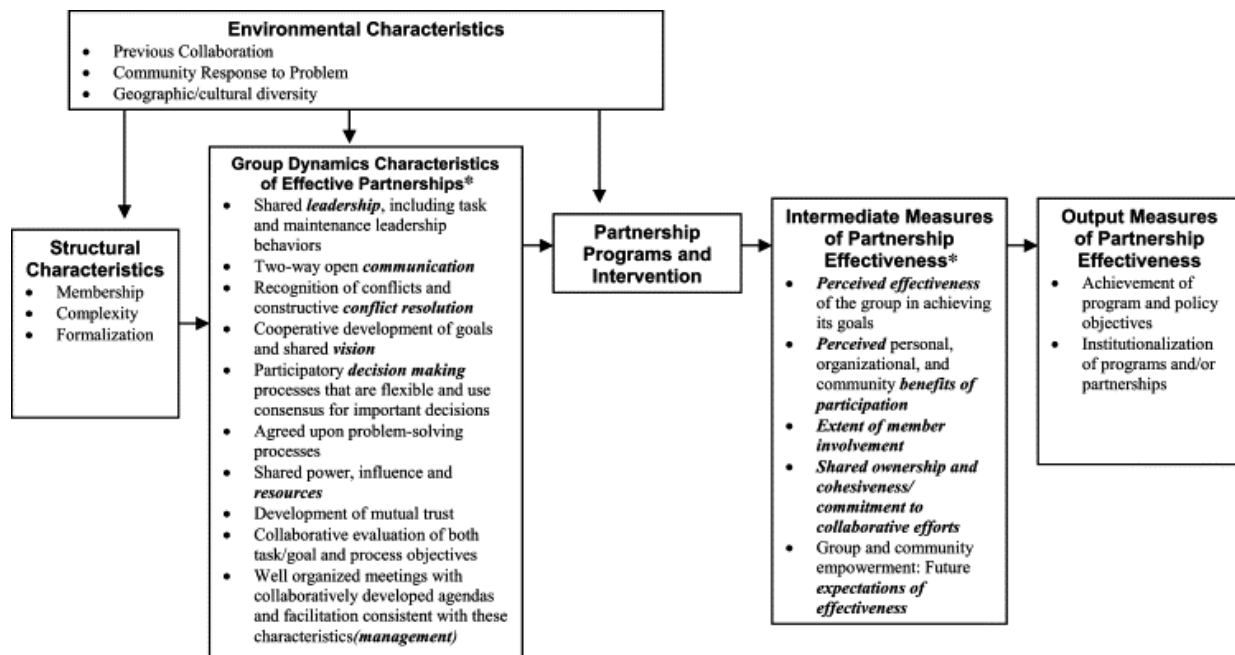 Environmental Characteristics
• Previous Collaboration
• Community Response to Problem
• Geographic/cultural diversity
Structural
Characteristics
• Membership
• Complexity
• Formalization
Group Dynamics Characteristics
of Effective Partnerships*
• Shared leadership, including task
and maintenance leadership
behaviors
• Two-way open communication
• Recognition of conflicts and
constructive conflict resolution
• Cooperative development of goals
and shared vision
• Participatory decision making
processes that are flexible and use
consensus for important decisions
• Agreed upon problem-solving
processes
• Shared power, influence and
resources
• Development of mutual trust
• Collaborative evaluation of both
task/goal and process objectives
• Well organized meetings with
collaboratively developed agendas
and facilitation consistent with these
characteristics(management)
Partnership
Programs and
Intervention
Intermediate Measures
of Partnership
Effectiveness*
• Perceived effectiveness
of the group in achieving
its goals
• Perceived personal,
organizational, and
community benefits of
participation
• Extent of member
involvement
• Shared ownership and
cohesiveness/
commitment to
collaborative efforts
• Group and community
empowerment: Future
expectations of
effectiveness
Output Measures
of Partnership
Effectiveness
• Achievement of
program and policy
objectives
• Institutionalization
of programs and/or
partnerships